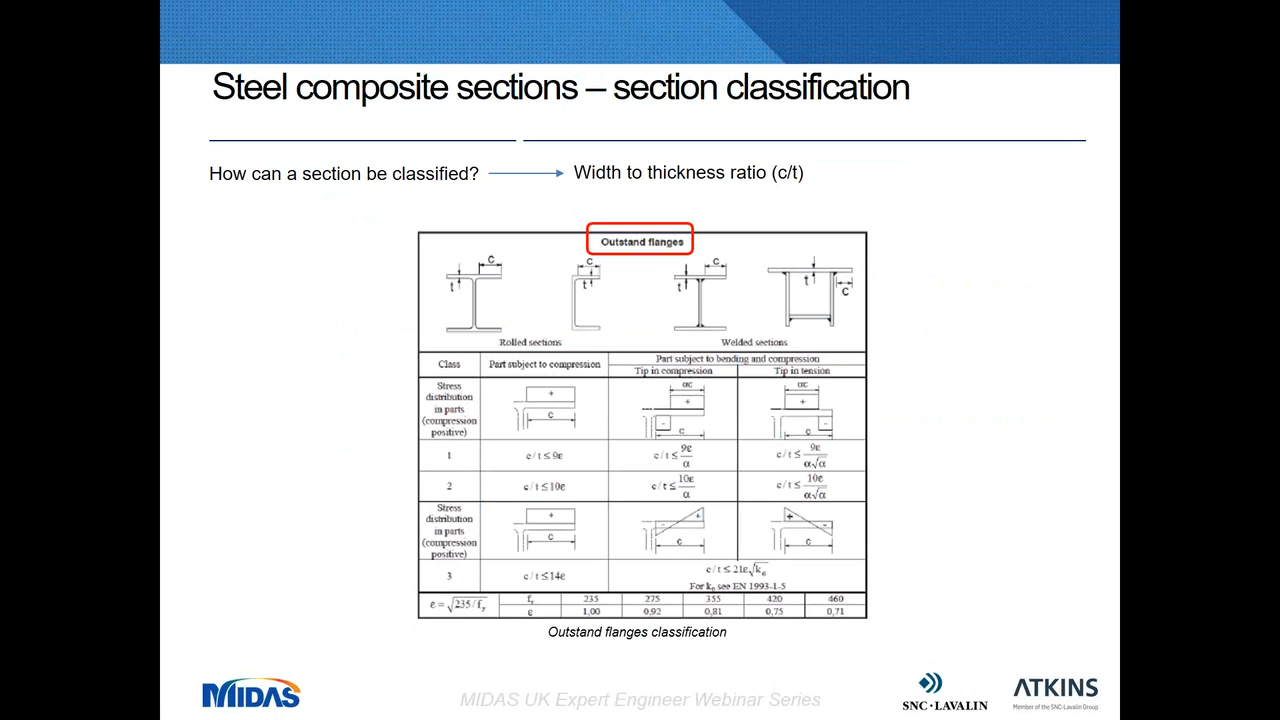 Steel composite sections – section classification
How can a section be classified?
Width to thickness ratio (c/t)
Outstand flanges
c
c
c
t
t
t
t
c
Rolled sections
Welded sections
Class
Part subject to compression
Part subject to bending and compression
Tip in compression
Tip in tension
Stress
distribution
in parts
(compression
positive)
+
c
αc
+
-
c
αc
+
-
c
1
c / t ≤ 9ε
c / t ≤ 9ε/α
c / t ≤ 9ε/α√α
2
c / t ≤ 10ε
c / t ≤ 10ε/α
c / t ≤ 10ε/α√α
Stress
distribution
in parts
(compression
positive)
+
c
+
-
c
+
-
c
3
c / t ≤ 14ε
c / t ≤ 21ε√kσ
For kσ see EN 1993-1-5
ε = √235/fy
fy 235 275 355 420 460
ε 1,00 0,92 0,81 0,75 0,71
Outstand flanges classification
MIDAS
MIDAS UK Expert Engineer Webinar Series
SNC·LAVALIN
ATKINS
Member of the SNC-Lavalin Group